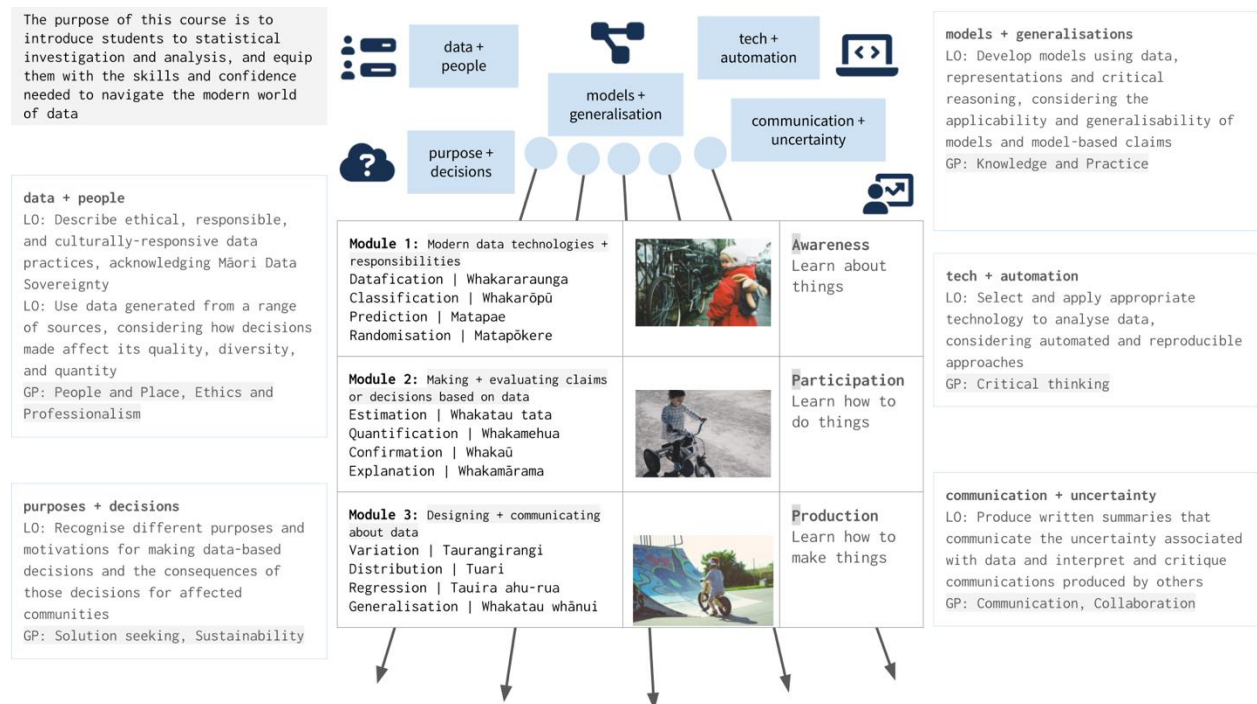 The purpose of this course is to
introduce students to statistical
investigation and analysis, and equip
them with the skills and confidence
needed to navigate the modern world
of data
data +
people
models +
generalisation
tech +
automation
purpose +
decisions
communication +
uncertainty
?
data + people
LO: Describe ethical, responsible,
and culturally-responsive data
practices, acknowledging Māori Data
Sovereignty
LO: Use data generated from a range
of sources, considering how decisions
made affect its quality, diversity,
and quantity
GP: People and Place, Ethics and
Professionalism
purposes + decisions
LO: Recognise different purposes and
motivations for making data-based
decisions and the consequences of
those decisions for affected
communities
GP: Solution seeking, Sustainability
Module 1: Modern data technologies +
responsibilities
Datafication | Whakararaunga
Classification | Whakarōpū
Prediction | Matapae
Randomisation | Matapōkere
Awareness
Learn about
things
Module 2: Making + evaluating claims
or decisions based on data
Estimation | Whakatau tata
Quantification | Whakamehua
Confirmation | Whakaū
Explanation | Whakamārama
Participation
Learn how to
do things
Module 3: Designing + communicating
about data
Variation | Taurangirangi
Distribution | Tuari
Regression | Tauira ahu-rua
Generalisation | Whakatau whānui
Production
Learn how to
make things
models + generalisations
LO: Develop models using data,
representations and critical
reasoning, considering the
applicability and generalisability of
models and model-based claims
GP: Knowledge and Practice
tech + automation
LO: Select and apply appropriate
technology to analyse data,
considering automated and reproducible
approaches
GP: Critical thinking
communication + uncertainty
LO: Produce written summaries that
communicate the uncertainty associated
with data and interpret and critique
communications produced by others
GP: Communication, Collaboration